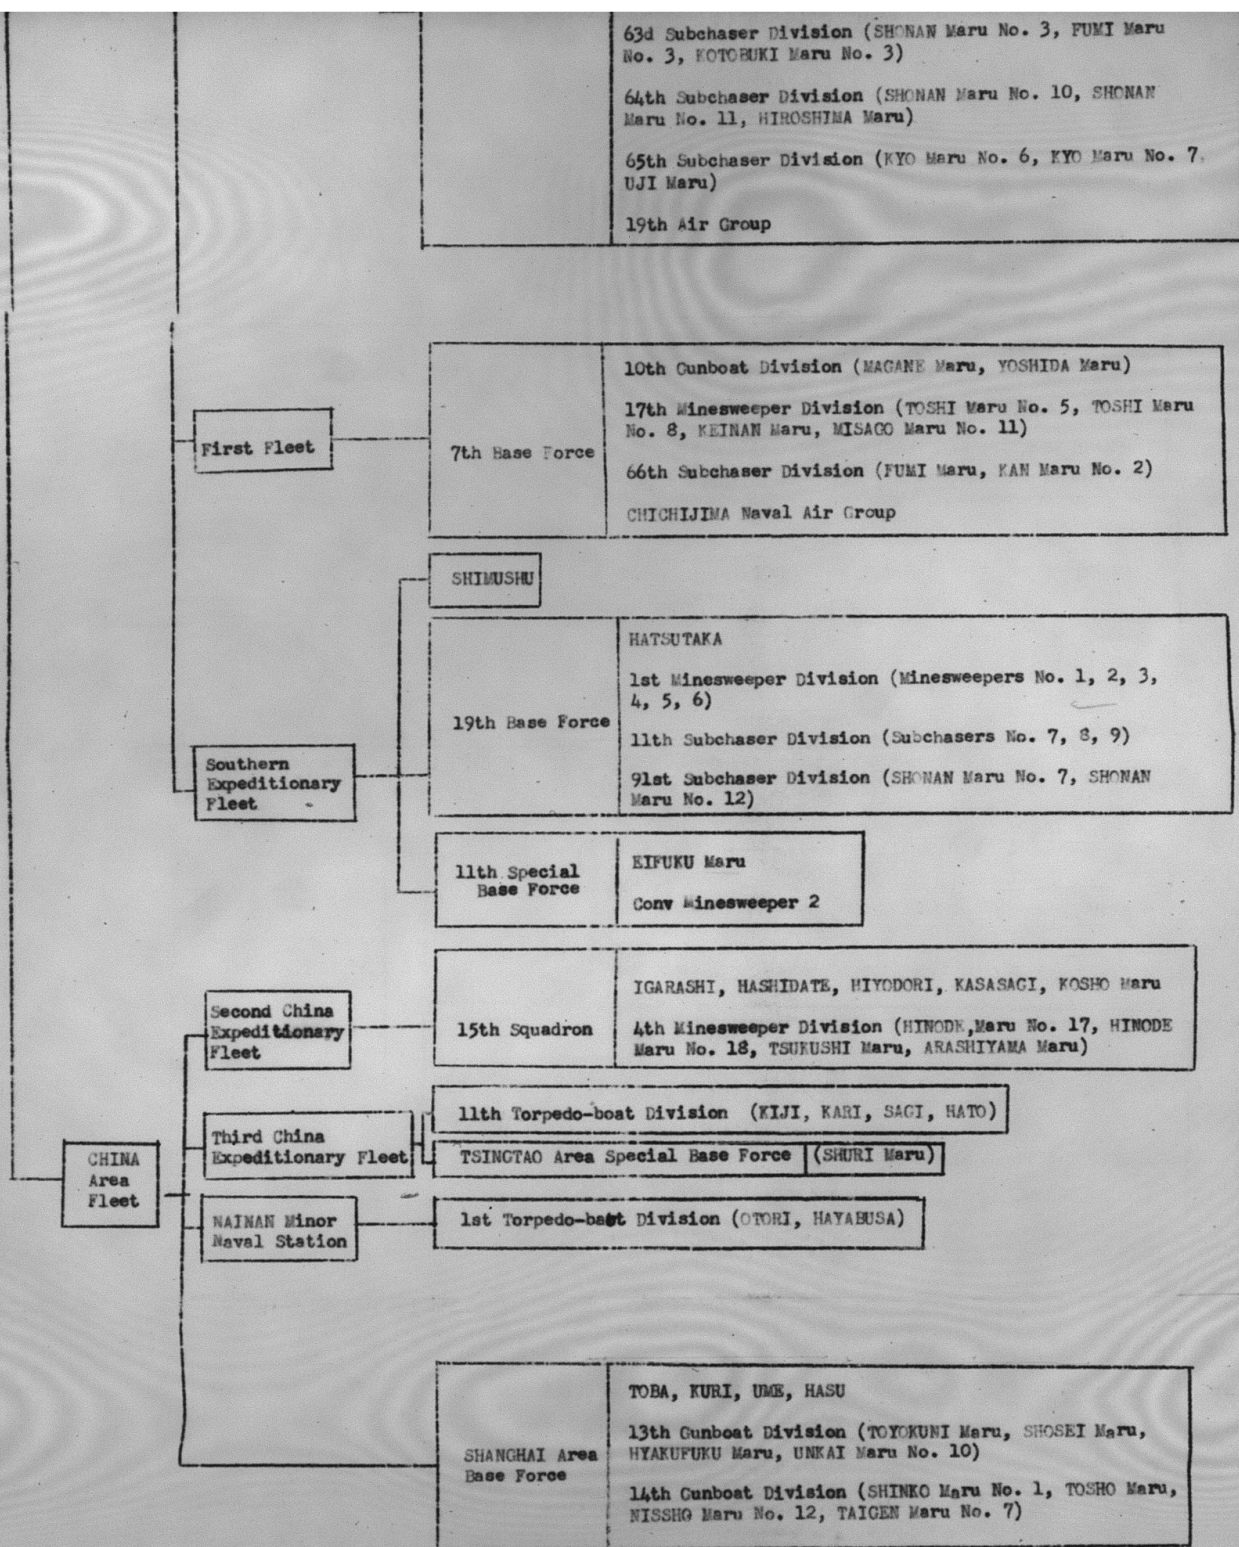 63d Subchaser Division (SHONAN Maru No. 3, FUMI Maru
No. 3, KOTOBUKI Maru No. 3)
64th Subchaser Division (SHONAN Maru No. 10, SHONAN
Maru No. 11, HIROSHIMA Maru)
65th Subchaser Division (KYO Maru No. 6, KYO Maru No. 7,
UJI Maru)
19th Air Group
First Fleet
7th Base Force
10th Gunboat Division (MAGANE Maru, YOSHIDA Maru)
17th Minesweeper Division (TOSHI Maru No. 5, TOSHI Maru
No. 8, KEINAN Maru, MISAGO Maru No. 11)
66th Subchaser Division (FUMI Maru, KAN Maru No. 2)
CHICHIJIMA Naval Air Group
Southern
Expeditionary
Fleet
SHIMUSHU
19th Base Force
HATSUTAKA
1st Minesweeper Division (Minesweepers No. 1, 2, 3,
4, 5, 6)
11th Subchaser Division (Subchasers No. 7, 8, 9)
91st Subchaser Division (SHONAN Maru No. 7, SHONAN
Maru No. 12)
11th Special
Base Force
EIFUKU Maru
Conv Minesweeper 2
CHINA
Area
Fleet
Second China
Expeditionary
Fleet
15th Squadron
IGARASHI, HASHIDATE, HIYODORI, KASASAGI, KOSHO Maru
4th Minesweeper Division (HINODE,Maru No. 17, HINODE
Maru No. 18, TSUKUSHI Maru, ARASHIYAMA Maru)
Third China
Expeditionary Fleet
11th Torpedo-boat Division (KIJI, KARI, SAGI, HATO)
TSINGTAO Area Special Base Force (SHURI Maru)
NAINAN Minor
Naval Station
1st Torpedo-boat Division (OTORI, HAYABUSA)
SHANGHAI Area
Base Force
TOBA, KURI, UME, HASU
13th Gunboat Division (TOYOKUNI Maru, SHOSEI Maru,
HYAKUFUKU Maru, UNKAI Maru No. 10)
14th Gunboat Division (SHINKO Maru No. 1, TOSHO Maru,
NISSHO Maru No. 12, TAIGEN Maru No. 7)